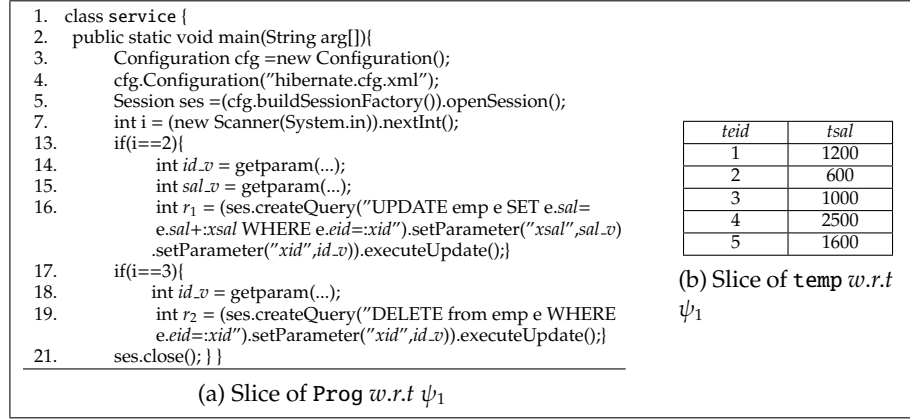 1. class service {
2. public static void main(String arg[]){
3. Configuration cfg =new Configuration();
4. cfg.Configuration(”hibernate.cfg.xml”);
5. Session ses =(cfg.buildSessionFactory()).openSession();
7. int i = (new Scanner(System.in)).nextInt();
13. if(i==2){
14. int id_v = getparam(...);
15. int sal_v = getparam(...);
16. int r₁ = (ses.createQuery(”UPDATE emp e SET e.sal=
e.sal+:xsal WHERE e.eid=:xid”).setParameter(”xsal”,sal_v)
.setParameter(”xid”,id_v)).executeUpdate();}
17. if(i==3){
18. int id_v = getparam(...);
19. int r₂ = (ses.createQuery(”DELETE from emp e WHERE
e.eid=:xid”).setParameter(”xid”,id_v)).executeUpdate();}
21. ses.close(); } }
(a) Slice of Prog w.r.t ψ₁
teid tsal
1 1200
2 600
3 1000
4 2500
5 1600
(b) Slice of temp w.r.t
ψ₁